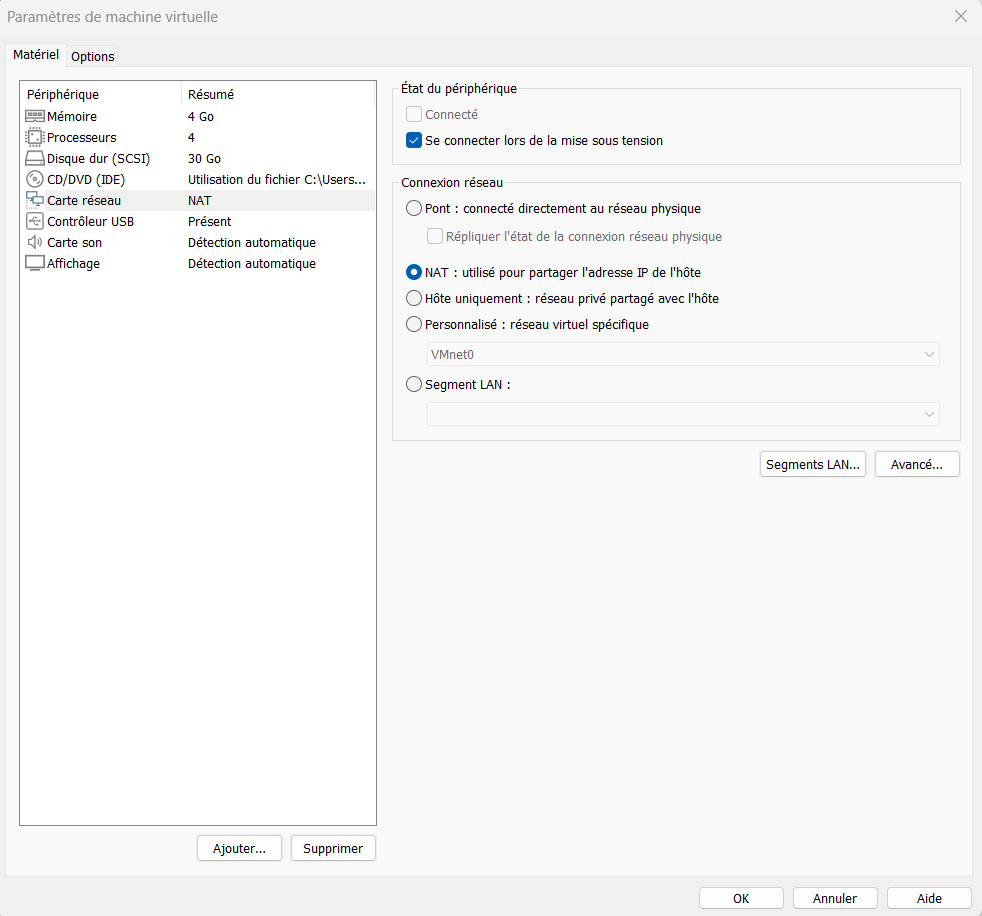 Paramètres de machine virtuelle
Matériel
Options
Périphérique Résumé
Mémoire 4 Go
Processeurs 4
Disque dur (SCSI) 30 Go
CD/DVD (IDE) Utilisation du fichier C:\Users...
Carte réseau NAT
Contrôleur USB Présent
Carte son Détection automatique
Affichage Détection automatique
Ajouter...
Supprimer
État du périphérique
Connecté
Se connecter lors de la mise sous tension
Connexion réseau
Pont : connecté directement au réseau physique
Répliquer l'état de la connexion réseau physique
NAT : utilisé pour partager l'adresse IP de l'hôte
Hôte uniquement : réseau privé partagé avec l'hôte
Personnalisé : réseau virtuel spécifique
VMnet0
Segment LAN :
Segments LAN...
Avancé...
OK
Annuler
Aide